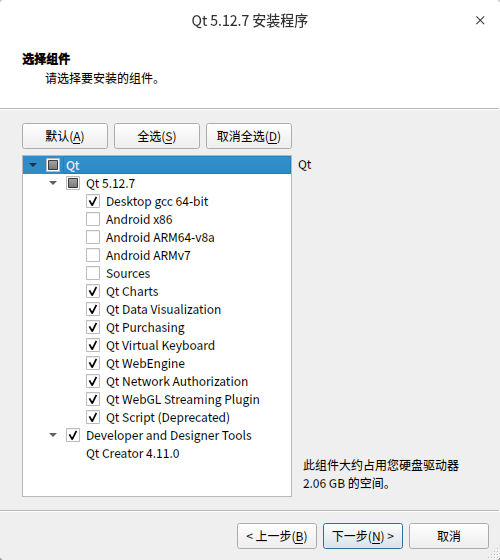 Qt 5.12.7 安装程序
选择组件
请选择要安装的组件。
默认(A)
全选(S)
取消全选(D)
Qt
Qt
Qt 5.12.7
Desktop gcc 64-bit
Android x86
Android ARM64-v8a
Android ARMv7
Sources
Qt Charts
Qt Data Visualization
Qt Purchasing
Qt Virtual Keyboard
Qt WebEngine
Qt Network Authorization
Qt WebGL Streaming Plugin
Qt Script (Deprecated)
Developer and Designer Tools
Qt Creator 4.11.0
此组件大约占用您硬盘驱动器
2.06 GB 的空间。
< 上一步(B)
下一步(N) >
取消